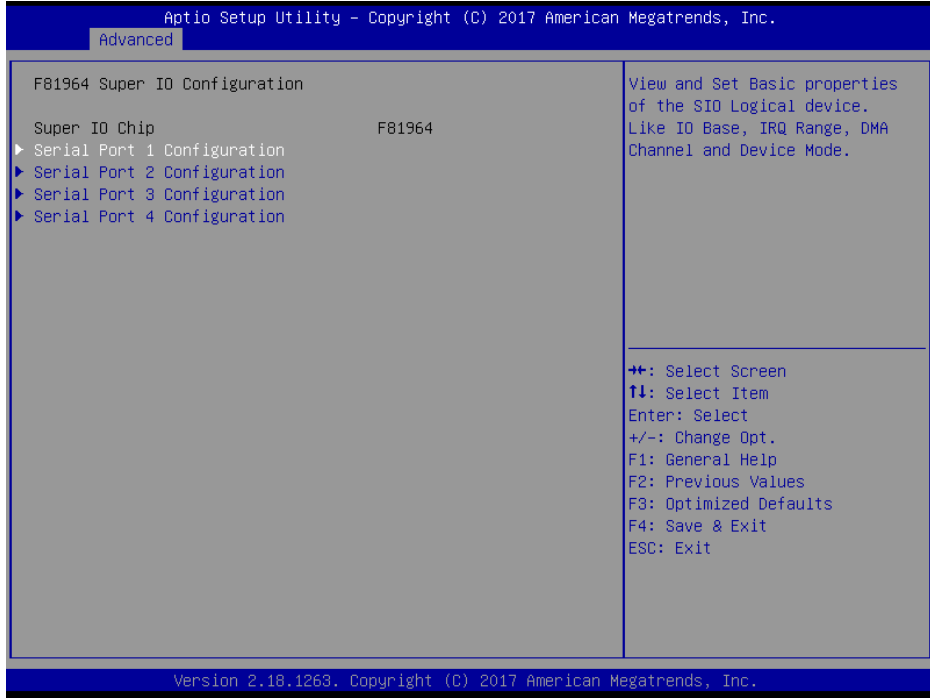 Aptio Setup Utility – Copyright (C) 2017 American Megatrends, Inc.
Advanced
F81964 Super IO Configuration
Super IO Chip F81964
Serial Port 1 Configuration
Serial Port 2 Configuration
Serial Port 3 Configuration
Serial Port 4 Configuration
View and Set Basic properties
of the SIO Logical device.
Like IO Base, IRQ Range, DMA
Channel and Device Mode.
→←: Select Screen
↑↓: Select Item
Enter: Select
+/-: Change Opt.
F1: General Help
F2: Previous Values
F3: Optimized Defaults
F4: Save & Exit
ESC: Exit
Version 2.18.1263. Copyright (C) 2017 American Megatrends, Inc.